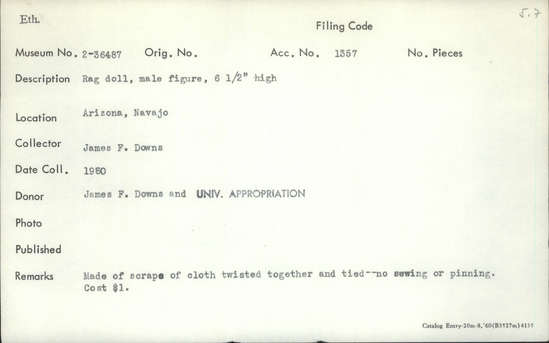 Eth.
5.7
Filing Code
Museum No. 2-36487 Orig. No. Acc. No. 1357 No. Pieces
Description Rag doll, male figure, 6 1/2" high
Location Arizona, Navajo
Collector James F. Downs
Date Coll. 1960
Donor James F. Downs and UNIV. APPROPRIATION
Photo
Published
Remarks Made of scraps of cloth twisted together and tied--no sewing or pinning.
Cost $1.